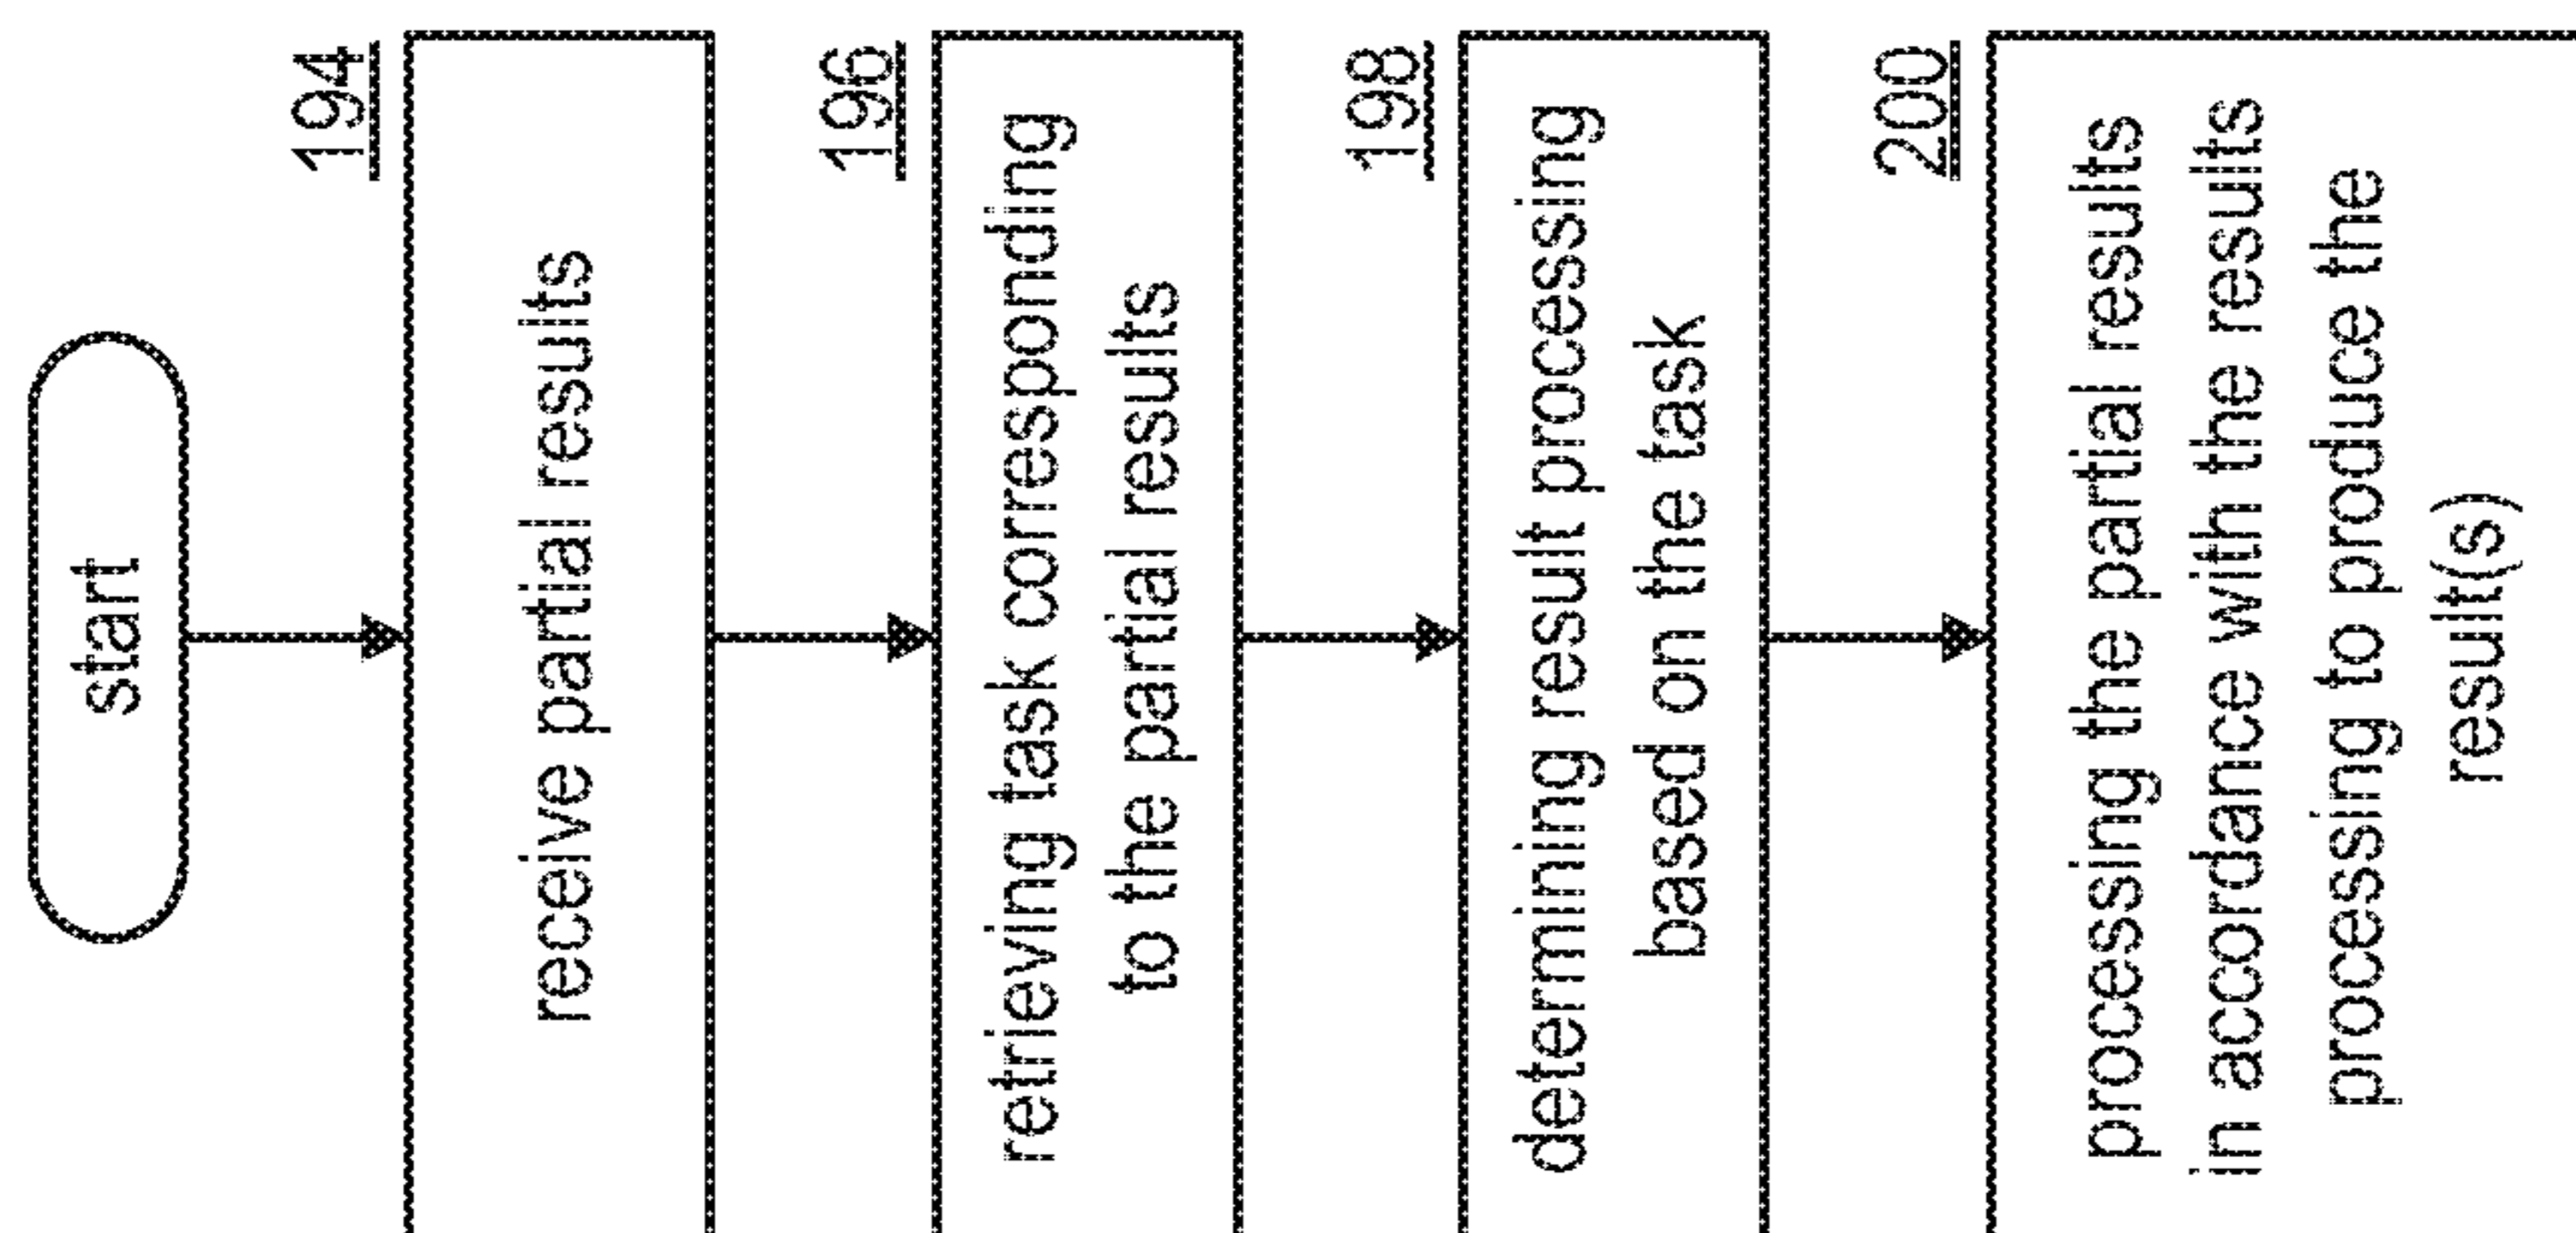 start
194
receive partial results
196
retrieving task corresponding
to the partial results
198
determining result processing
based on the task
200
processing the partial results
in accordance with the results
processing to produce the
result(s)